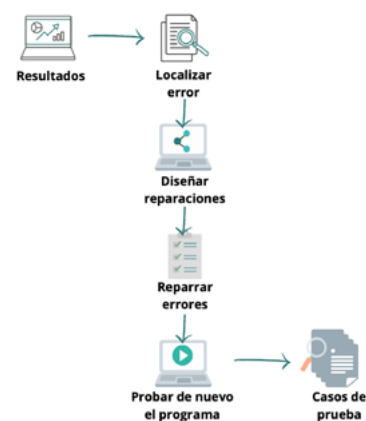 Resultados
Localizar
error
Diseñar
reparaciones
Reparrar
errores
Probar de nuevo
el programa
Casos de
prueba